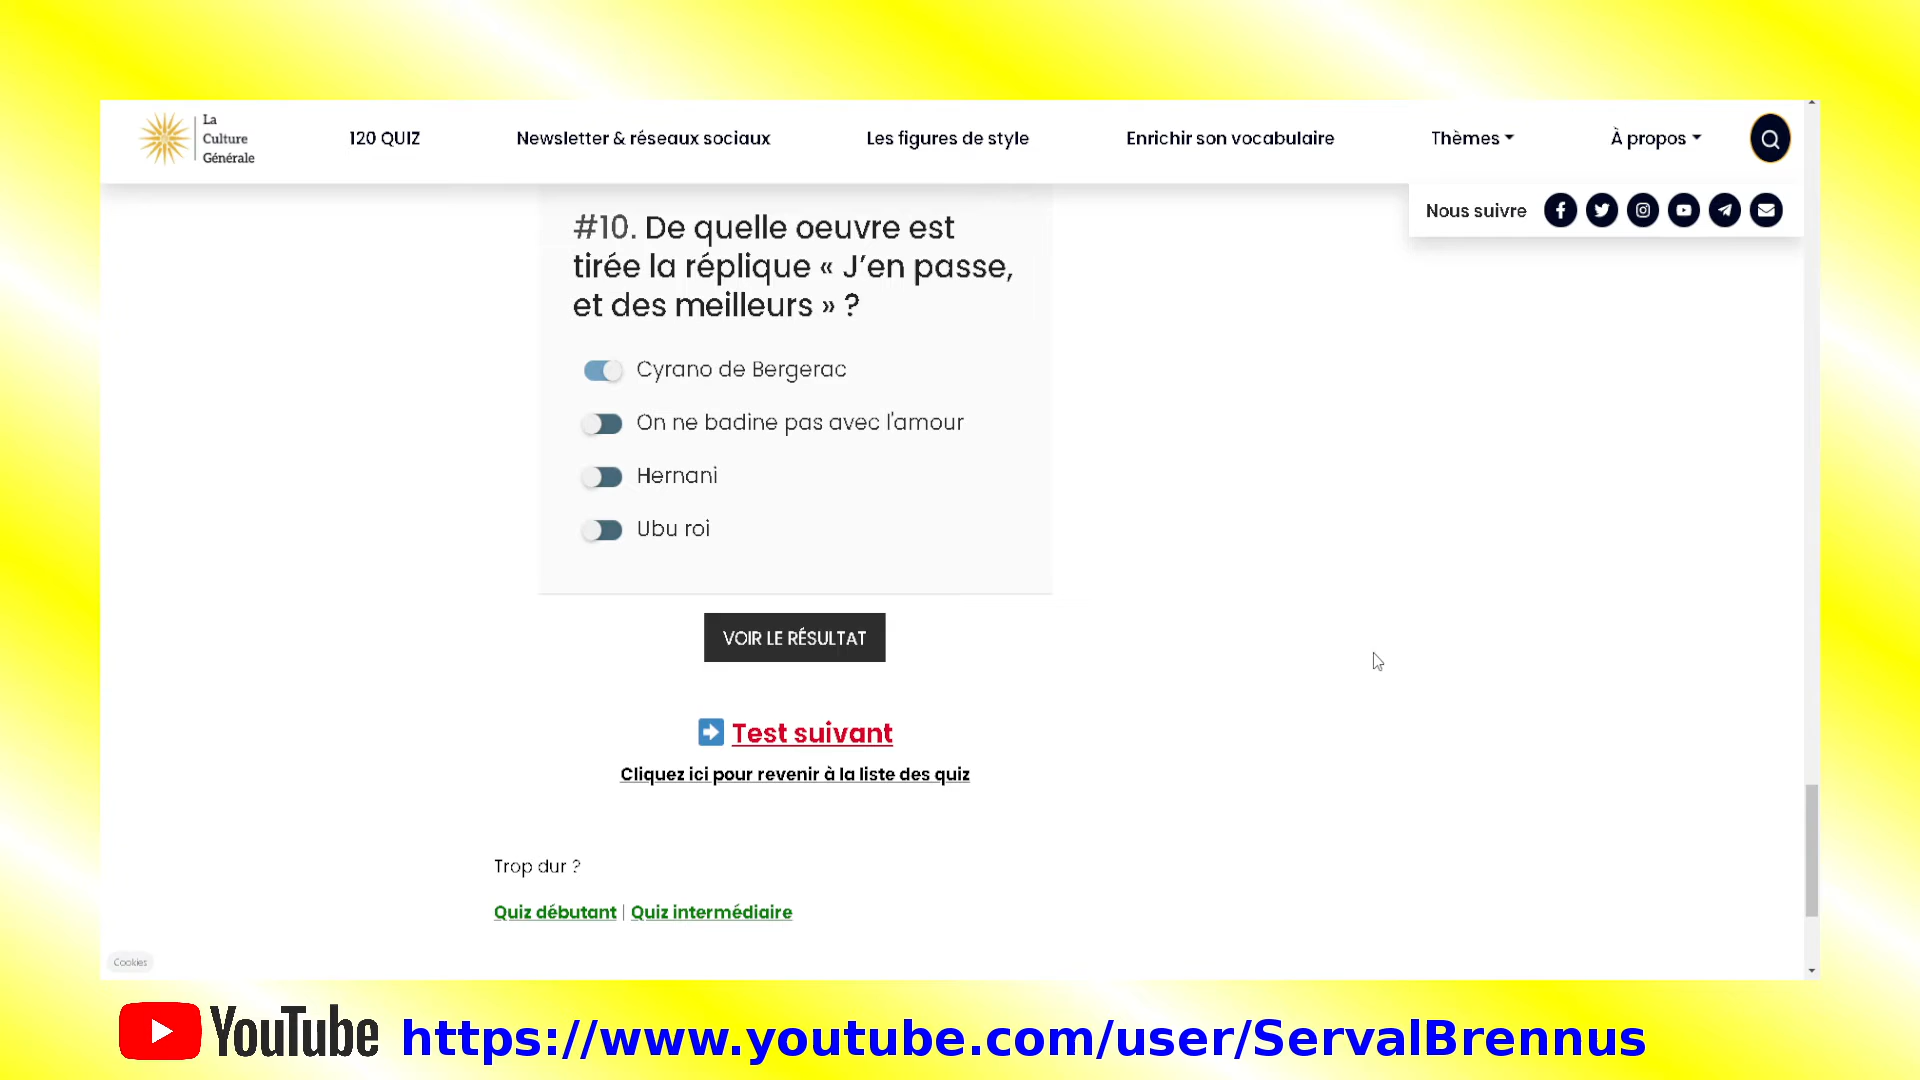 La
Culture
Générale
120 QUIZ
Newsletter & réseaux sociaux
Les figures de style
Enrichir son vocabulaire
Thèmes
À propos
Nous suivre
#10. De quelle oeuvre est
tirée la réplique « J’en passe,
et des meilleurs » ?
Cyrano de Bergerac
On ne badine pas avec l'amour
Hernani
Ubu roi
VOIR LE RÉSULTAT
Test suivant
Cliquez ici pour revenir à la liste des quiz
Trop dur ?
Quiz débutant | Quiz intermédiaire
Cookies
YouTube https://www.youtube.com/user/ServalBrennus